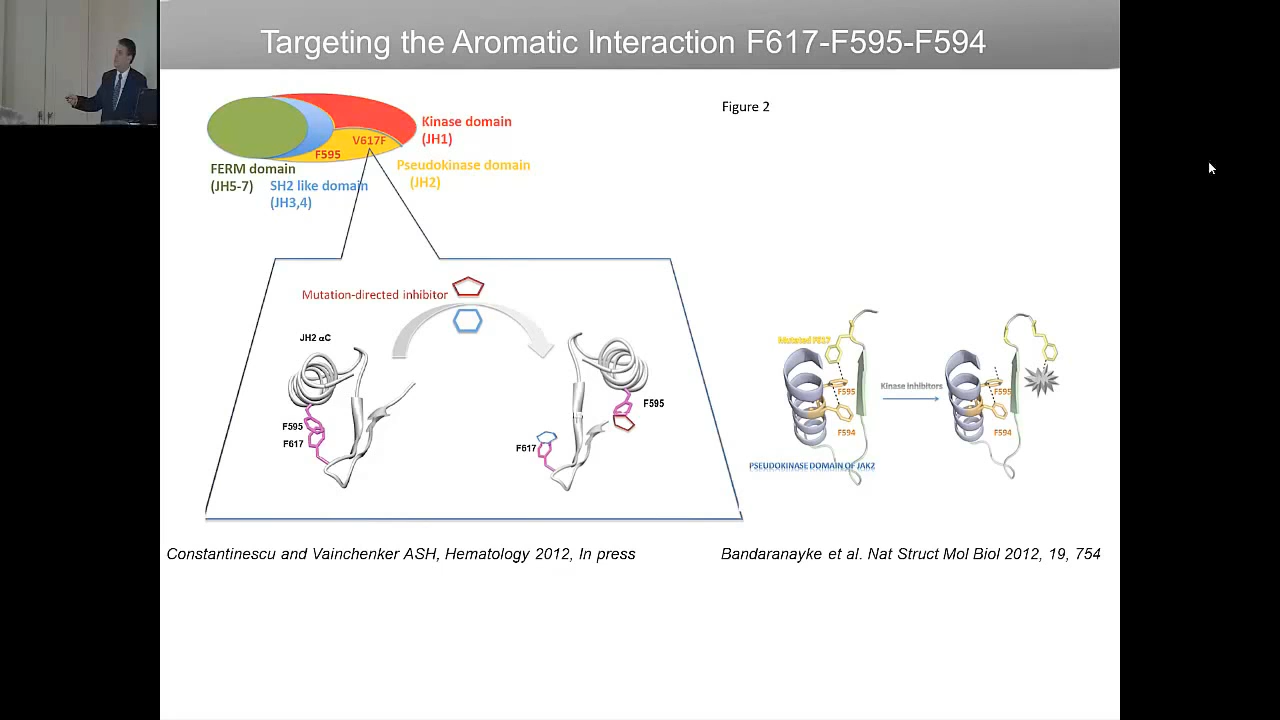 Targeting the Aromatic Interaction F617-F595-F594
Figure 2
Kinase domain
(JH1)
V617F
F595
Pseudokinase domain
(JH2)
FERM domain
(JH5-7)
SH2 like domain
(JH3,4)
Mutation-directed inhibitor
JH2 αC
F595
F617
F595
F617
Mutated F617
F595
F594
PSEUDOKINASE DOMAIN OF JAK2
Kinase inhibitors
F595
F594
Constantinescu and Vainchenker ASH, Hematology 2012, In press
Bandaranayke et al. Nat Struct Mol Biol 2012, 19, 754